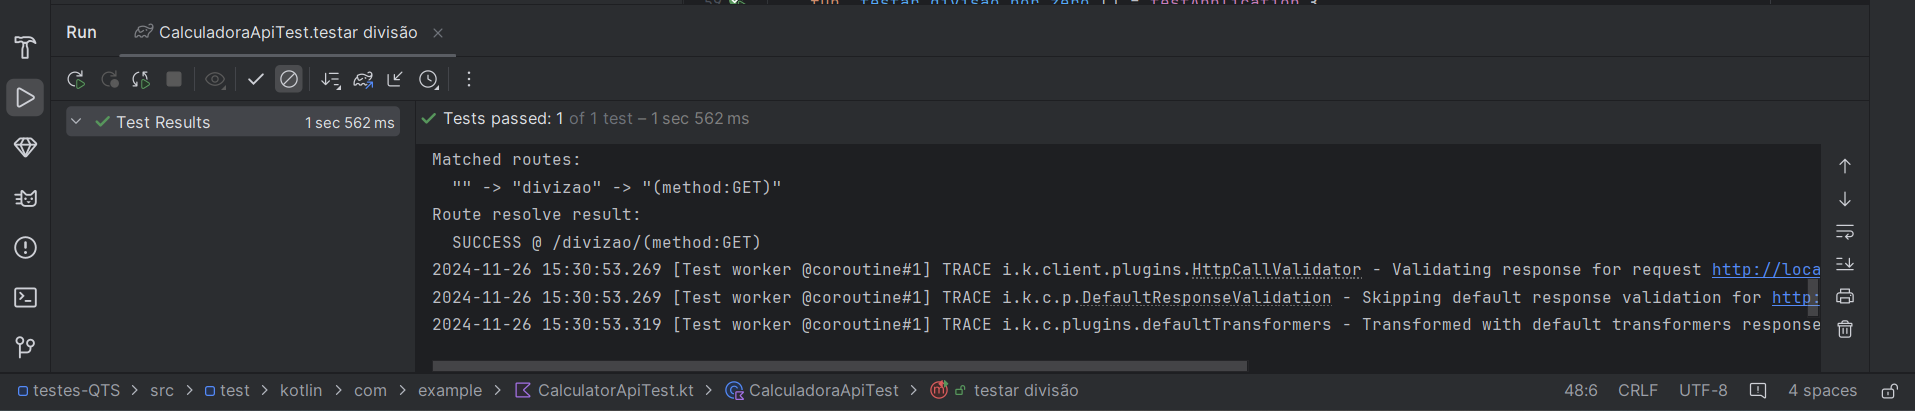 Run CalculadoraApiTest.testar divisão
Test Results 1 sec 562 ms
Tests passed: 1 of 1 test – 1 sec 562 ms
Matched routes:
"" -> "divizao" -> "(method:GET)"
Route resolve result:
SUCCESS @ /divizao/(method:GET)
2024-11-26 15:30:53.269 [Test worker @coroutine#1] TRACE i.k.client.plugins.HttpCallValidator - Validating response for request http://loca
2024-11-26 15:30:53.269 [Test worker @coroutine#1] TRACE i.k.c.p.DefaultResponseValidation - Skipping default response validation for http:
2024-11-26 15:30:53.319 [Test worker @coroutine#1] TRACE i.k.c.plugins.defaultTransformers - Transformed with default transformers response
testes-QTS > src > test > kotlin > com > example > CalculatorApiTest.kt > CalculadoraApiTest > testar divisão 48:6 CRLF UTF-8 4 spaces